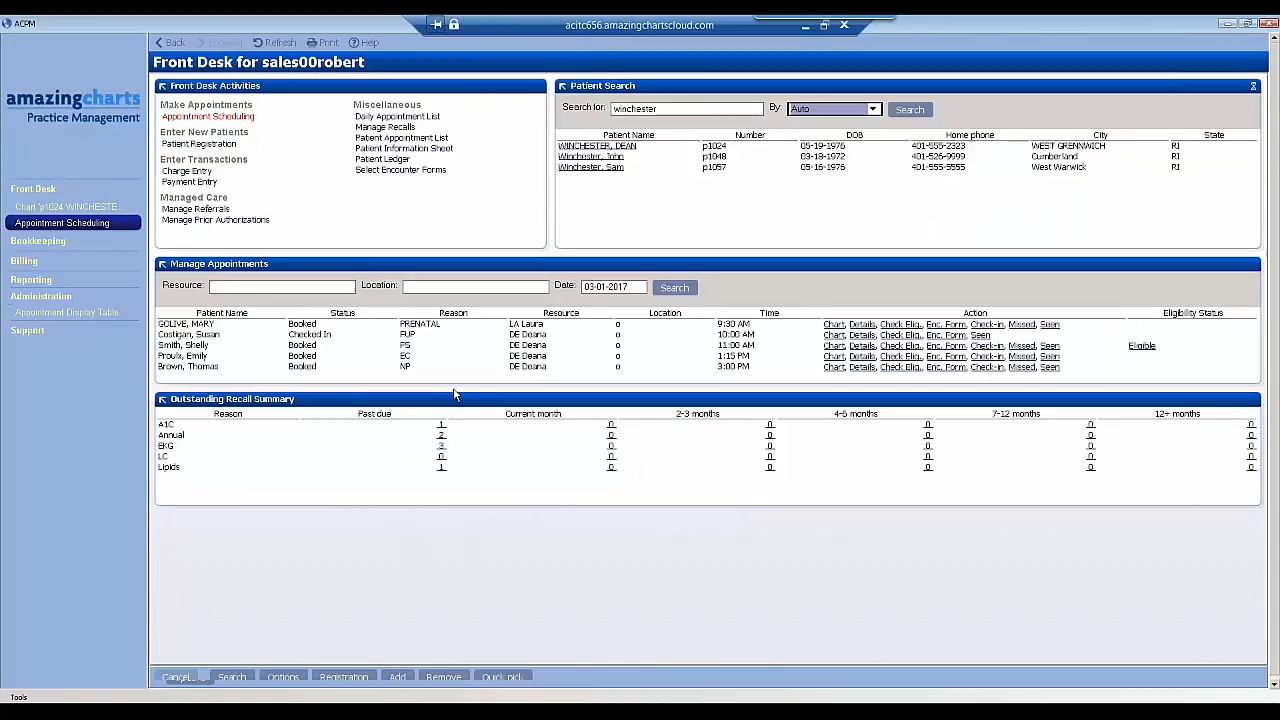 ACPM
acitc656.amazingchartscloud.com
Back Refresh Print Help
Front Desk for sales00robert
amazingcharts
Practice Management
Front Desk
Chart 'p1024 WINCHESTE...
Appointment Scheduling
Bookkeeping
Billing
Reporting
Administration
Appointment Display Table.
Support
Front Desk Activities
Make Appointments
Appointment Scheduling
Enter New Patients
Patient Registration
Enter Transactions
Charge Entry
Payment Entry
Managed Care
Manage Referrals
Manage Prior Authorizations
Miscellaneous
Daily Appointment List
Manage Recalls
Patient Appointment List
Patient Information Sheet
Patient Ledger
Select Encounter Forms
Patient Search
Search for: winchester By: Auto Search
Patient Name Number DOB Home phone City State
WINCHESTER, DEAN p1024 05-19-1976 401-555-2323 WEST GRENNWICH RI
Winchester, John p1048 03-18-1972 401-526-9999 Cumberland RI
Winchester, Sam p1057 05-16-1976 401-555-5555 West Warwick RI
Manage Appointments
Resource: Location: Date: 03-01-2017 Search
Patient Name Status Reason Resource Location Time Action Eligibility Status
GOLIVE, MARY Booked PRENATAL LA Laura o 9:30 AM Chart, Details, Check Elig., Enc. Form, Check-in, Missed, Seen
Costigan, Susan Checked In FUP DE Deana o 10:00 AM Chart, Details, Check Elig., Enc. Form, Seen
Smith, Shelly Booked PS DE Deana o 11:00 AM Chart, Details, Check Elig., Enc. Form, Check-in, Missed, Seen Eligible
Proulx, Emily Booked EC DE Deana o 1:15 PM Chart, Details, Check Elig., Enc. Form, Check-in, Missed, Seen
Brown, Thomas Booked NP DE Deana o 3:00 PM Chart, Details, Check Elig., Enc. Form, Check-in, Missed, Seen
Outstanding Recall Summary
Reason Past due Current month 2-3 months 4-6 months 7-12 months 12+ months
A1C 1 0 0 0 0 0
Annual 2 0 0 0 0 0
EKG 3 0 0 0 0 0
LC 0 0 0 0 0 0
Lipids 1 0 0 0 0 0
Cancel Search Options Registration Add Remove Quick pick
Tools